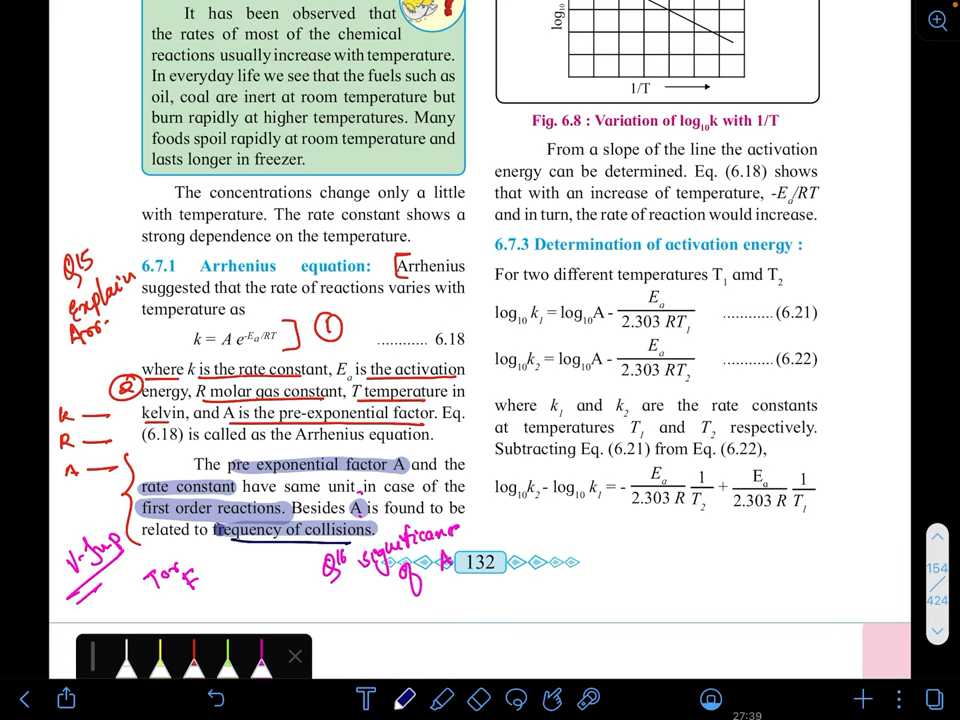 It has been observed that
the rates of most of the chemical
reactions usually increase with temperature.
In everyday life we see that the fuels such as
oil, coal are inert at room temperature but
burn rapidly at higher temperatures. Many
foods spoil rapidly at room temperature and
lasts longer in freezer.
The concentrations change only a little
with temperature. The rate constant shows a
strong dependence on the temperature.
6.7.1 Arrhenius equation: Arrhenius
suggested that the rate of reactions varies with
temperature as
k = A e^-Ea/RT ............ 6.18
where k is the rate constant, Ea is the activation
energy, R molar gas constant, T temperature in
kelvin, and A is the pre-exponential factor. Eq.
(6.18) is called as the Arrhenius equation.
The pre exponential factor A and the
rate constant have same unit in case of the
first order reactions. Besides A is found to be
related to frequency of collisions.
Q15
Explain
Arr.
1
2
K —
R —
A —
V-Imp
T or F
Q16 significance
of A
log10
1/T
Fig. 6.8 : Variation of log10k with 1/T
From a slope of the line the activation
energy can be determined. Eq. (6.18) shows
that with an increase of temperature, -Ea/RT
and in turn, the rate of reaction would increase.
6.7.3 Determination of activation energy :
For two different temperatures T1 amd T2
log10 k1 = log10A - Ea / 2.303 RT1 ............(6.21)
log10k2 = log10A - Ea / 2.303 RT2 ............(6.22)
where k1 and k2 are the rate constants
at temperatures T1 and T2 respectively.
Subtracting Eq. (6.21) from Eq. (6.22),
log10k2 - log10 k1 = - Ea / 2.303 R 1/T2 + Ea / 2.303 R 1/T1
132
154
424
T
27:39